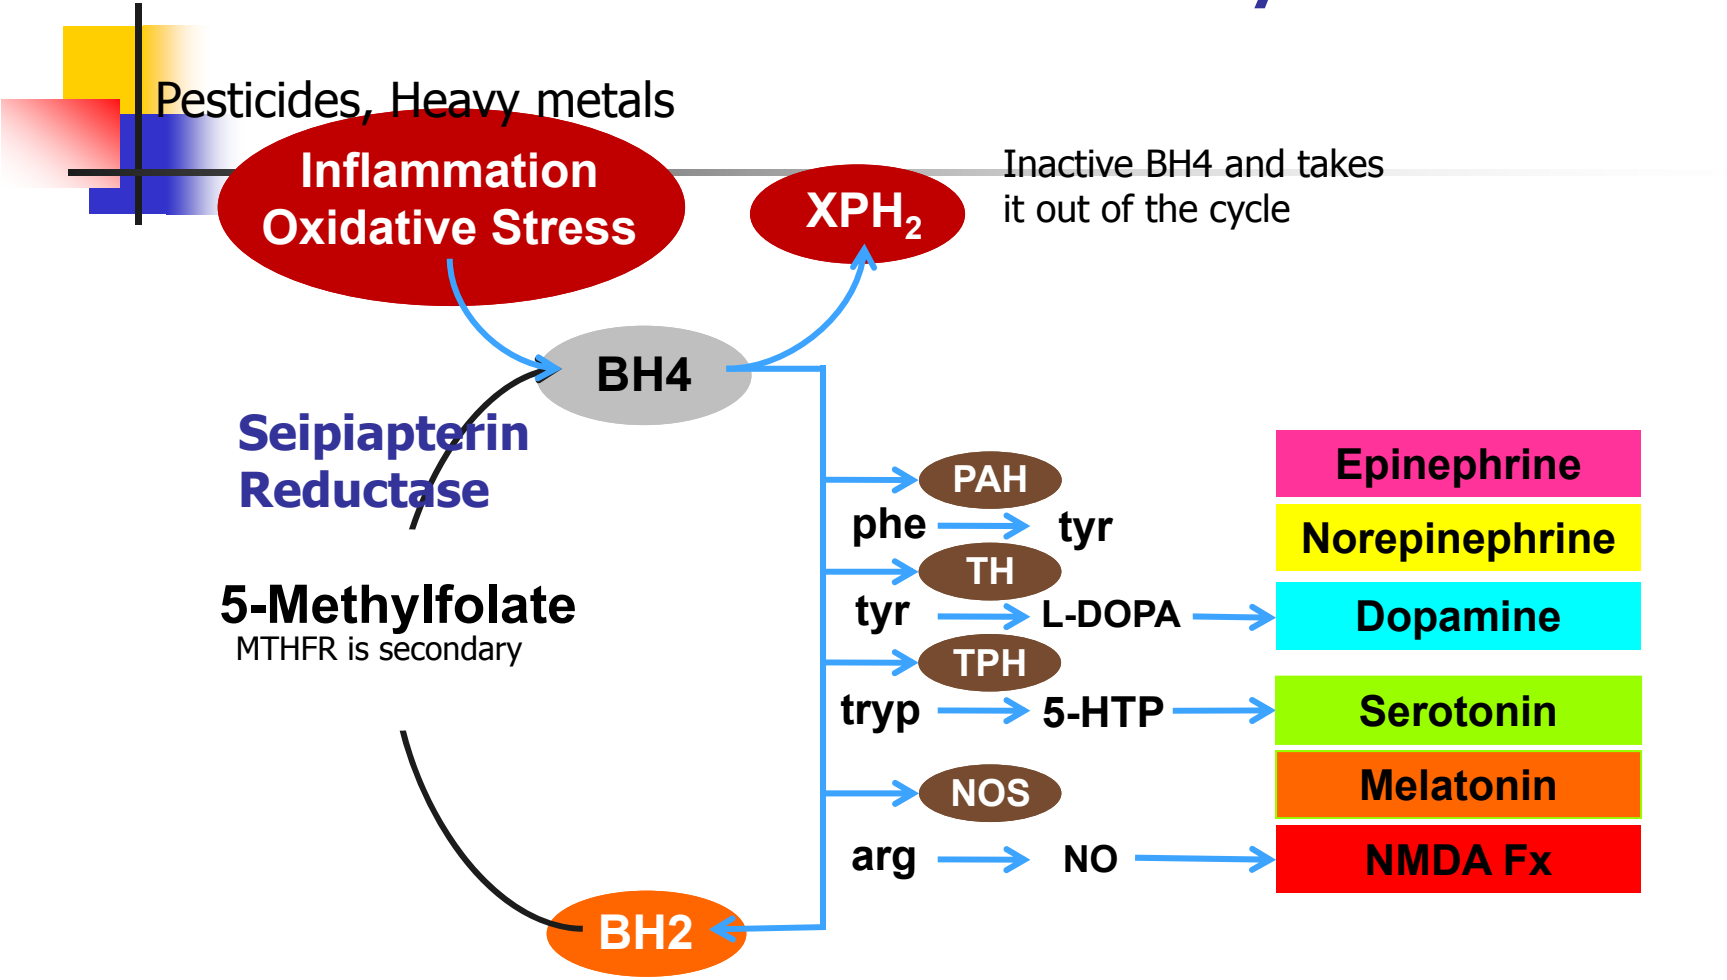 Pesticides, Heavy metals
Inflammation
Oxidative Stress
XPH₂
Inactive BH4 and takes
it out of the cycle
BH4
Seipiapterin
Reductase
5-Methylfolate
MTHFR is secondary
PAH
phe tyr
TH
tyr L-DOPA
TPH
tryp 5-HTP
NOS
arg NO
BH2
Epinephrine
Norepinephrine
Dopamine
Serotonin
Melatonin
NMDA Fx